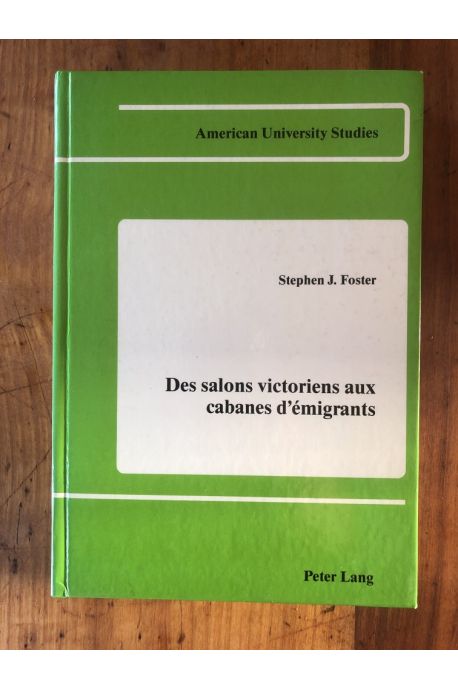 American University Studies
Stephen J. Foster
Des salons victoriens aux
cabanes d'émigrants
Peter Lang